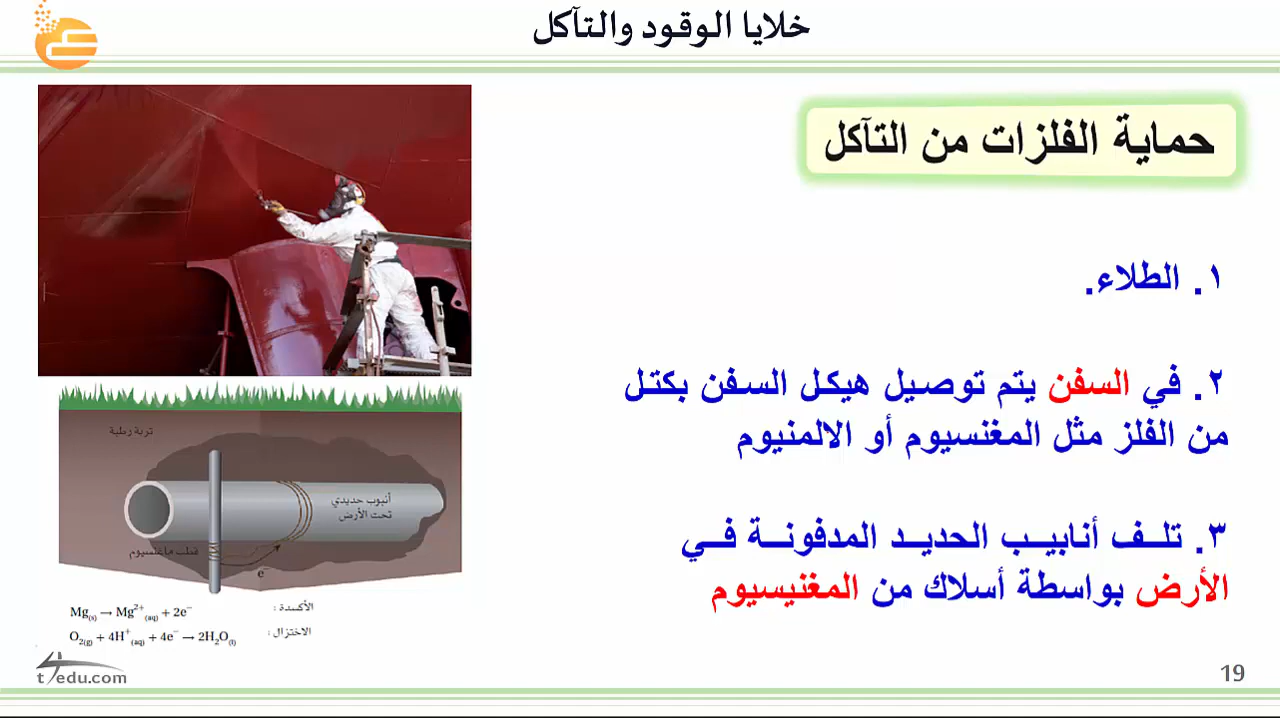 خلايا الوقود والتآكل
حماية الفلزات من التآكل
١. الطلاء.
٢. في السفن يتم توصيل هيكل السفن بكتل
من الفلز مثل المغنسيوم أو الالمنيوم
٣. تلف أنابيب الحديد المدفونة في
الأرض بواسطة أسلاك من المغنيسيوم
تربة رطبة
أنبوب حديدي
تحت الأرض
قطب ماغنسيوم
e⁻
الأكسدة : Mg(s) → Mg²⁺(aq) + 2e⁻
الاختزال : O₂(g) + 4H⁺(aq) + 4e⁻ → 2H₂O(l)
t4edu.com
19